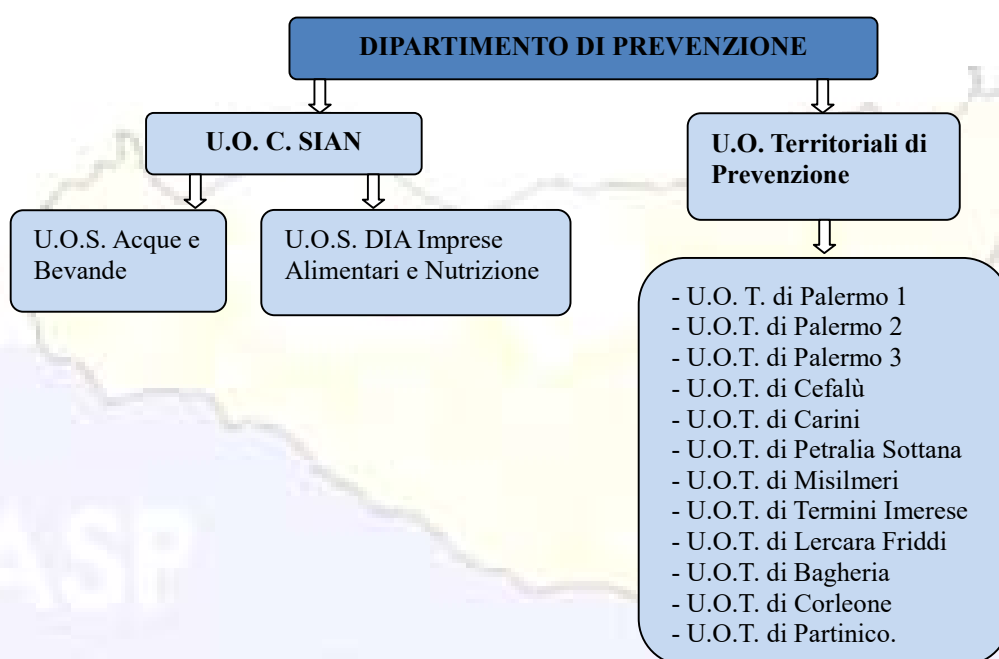 DIPARTIMENTO DI PREVENZIONE
U.O. C. SIAN
U.O. Territoriali di
Prevenzione
U.O.S. Acque e
Bevande
U.O.S. DIA Imprese
Alimentari e Nutrizione
- U.O. T. di Palermo 1
- U.O.T. di Palermo 2
- U.O.T. di Palermo 3
- U.O.T. di Cefalù
- U.O.T. di Carini
- U.O.T. di Petralia Sottana
- U.O.T. di Misilmeri
- U.O.T. di Termini Imerese
- U.O.T. di Lercara Friddi
- U.O.T. di Bagheria
- U.O.T. di Corleone
- U.O.T. di Partinico.
ASP